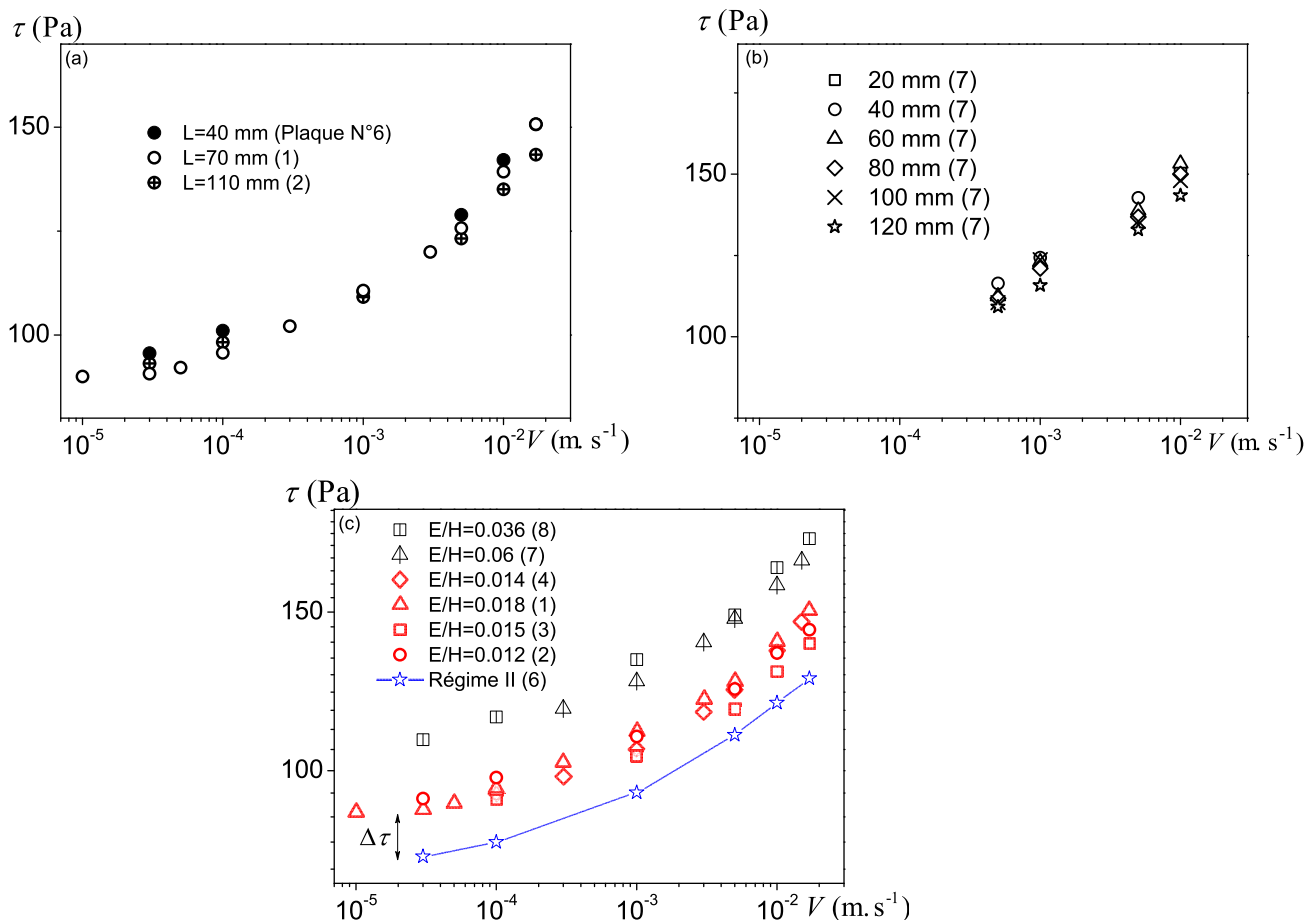 τ (Pa)
(a)
L=40 mm (Plaque N°6)
L=70 mm (1)
L=110 mm (2)
150
100
10⁻⁵ 10⁻⁴ 10⁻³ 10⁻² V (m. s⁻¹)
τ (Pa)
(b)
20 mm (7)
40 mm (7)
60 mm (7)
80 mm (7)
100 mm (7)
120 mm (7)
150
100
10⁻⁵ 10⁻⁴ 10⁻³ 10⁻² V (m. s⁻¹)
τ (Pa)
(c)
E/H=0.036 (8)
E/H=0.06 (7)
E/H=0.014 (4)
E/H=0.018 (1)
E/H=0.015 (3)
E/H=0.012 (2)
Régime II (6)
150
100
Δτ
10⁻⁵ 10⁻⁴ 10⁻³ 10⁻² V (m. s⁻¹)